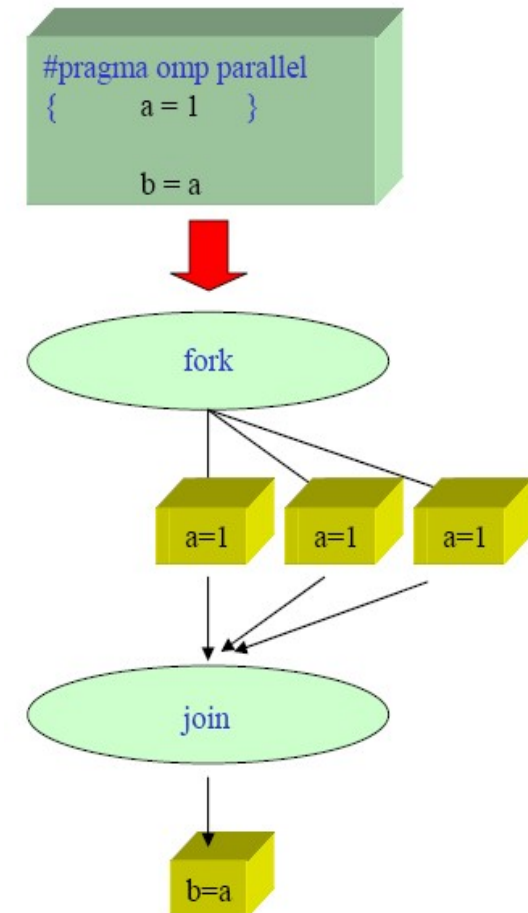 #pragma omp parallel
{ a = 1 }
b = a
fork
a=1 a=1 a=1
join
b=a